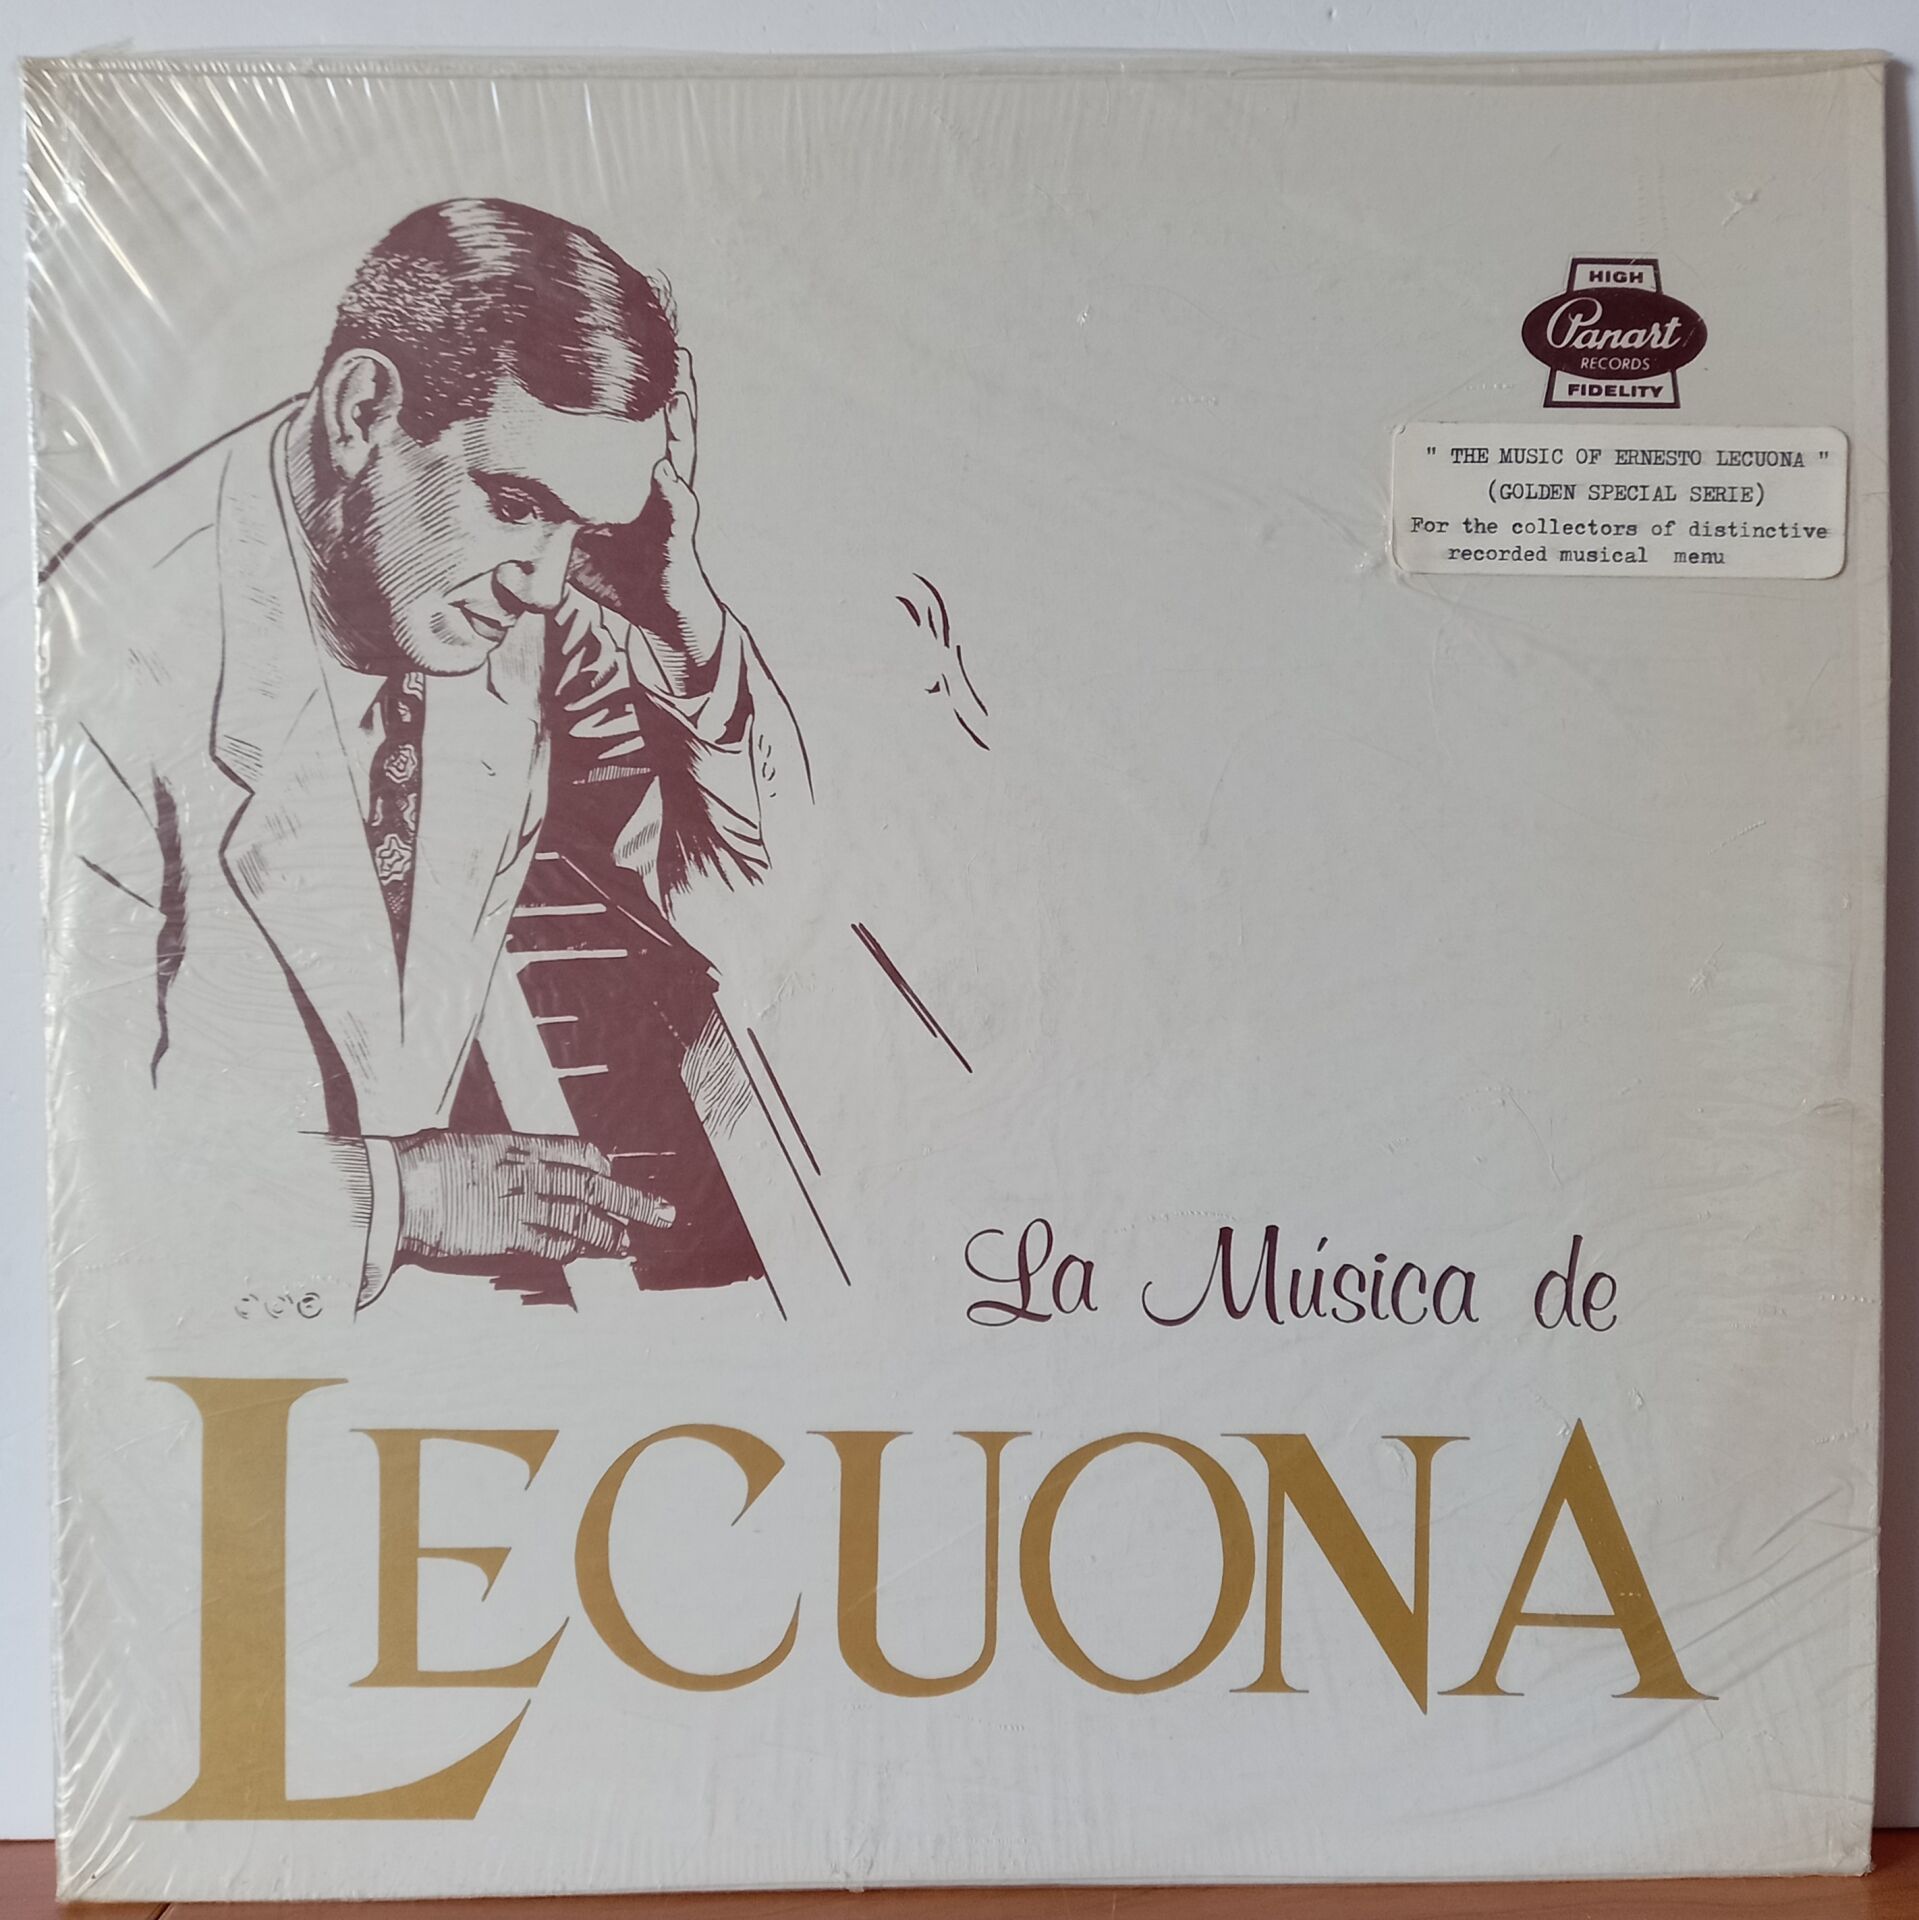 HIGH
Panart
RECORDS
FIDELITY
" THE MUSIC OF ERNESTO LECUONA "
(GOLDEN SPECIAL SERIE)
For the collectors of distinctive
recorded musical menu
La Música de
LECUONA